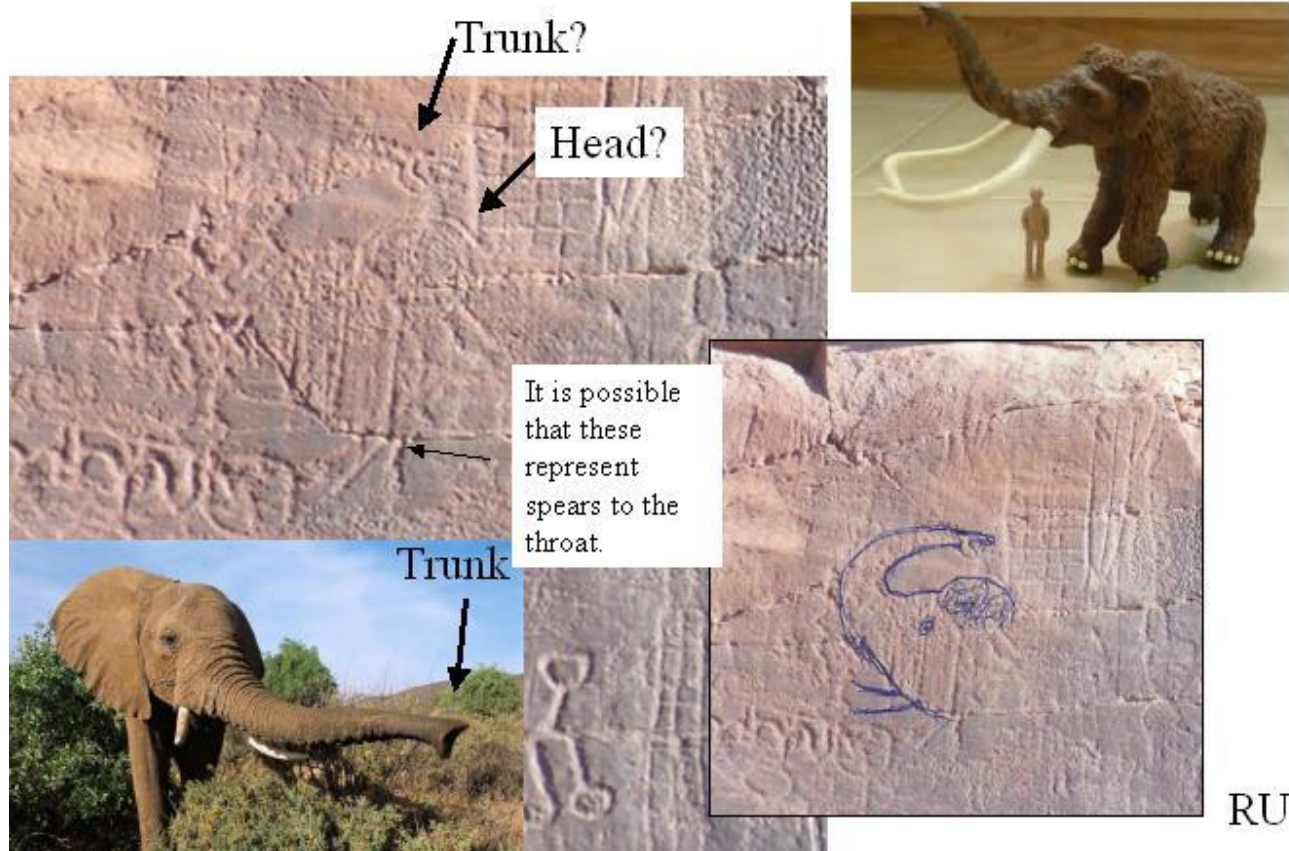 Trunk?
Head?
It is possible
that these
represent
spears to the
throat.
Trunk
RU